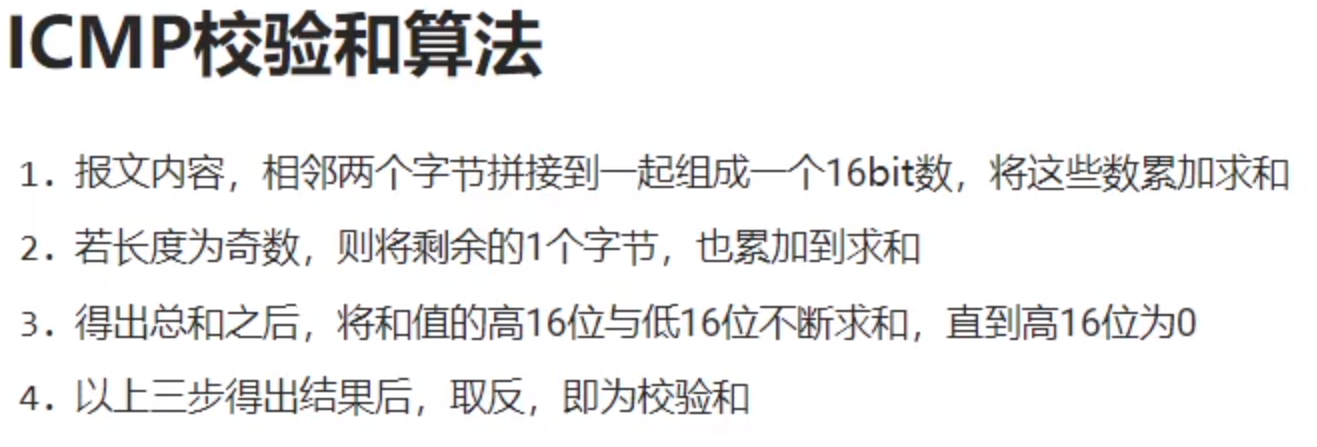 ICMP校验和算法
1. 报文内容，相邻两个字节拼接到一起组成一个16bit数，将这些数累加求和
2. 若长度为奇数，则将剩余的1个字节，也累加到求和
3. 得出总和之后，将和值的高16位与低16位不断求和，直到高16位为0
4. 以上三步得出结果后，取反，即为校验和